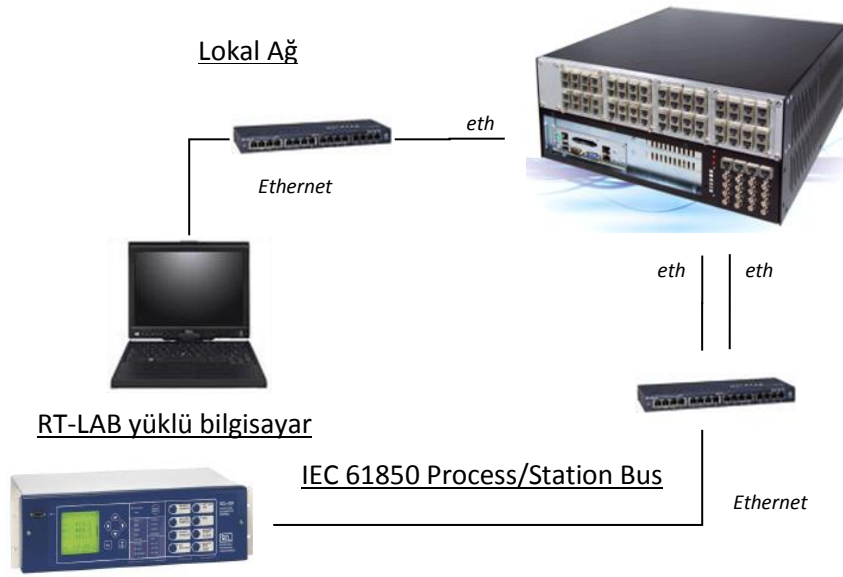 Lokal Ağ
eth
Ethernet
eth
eth
RT-LAB yüklü bilgisayar
IEC 61850 Process/Station Bus
Ethernet